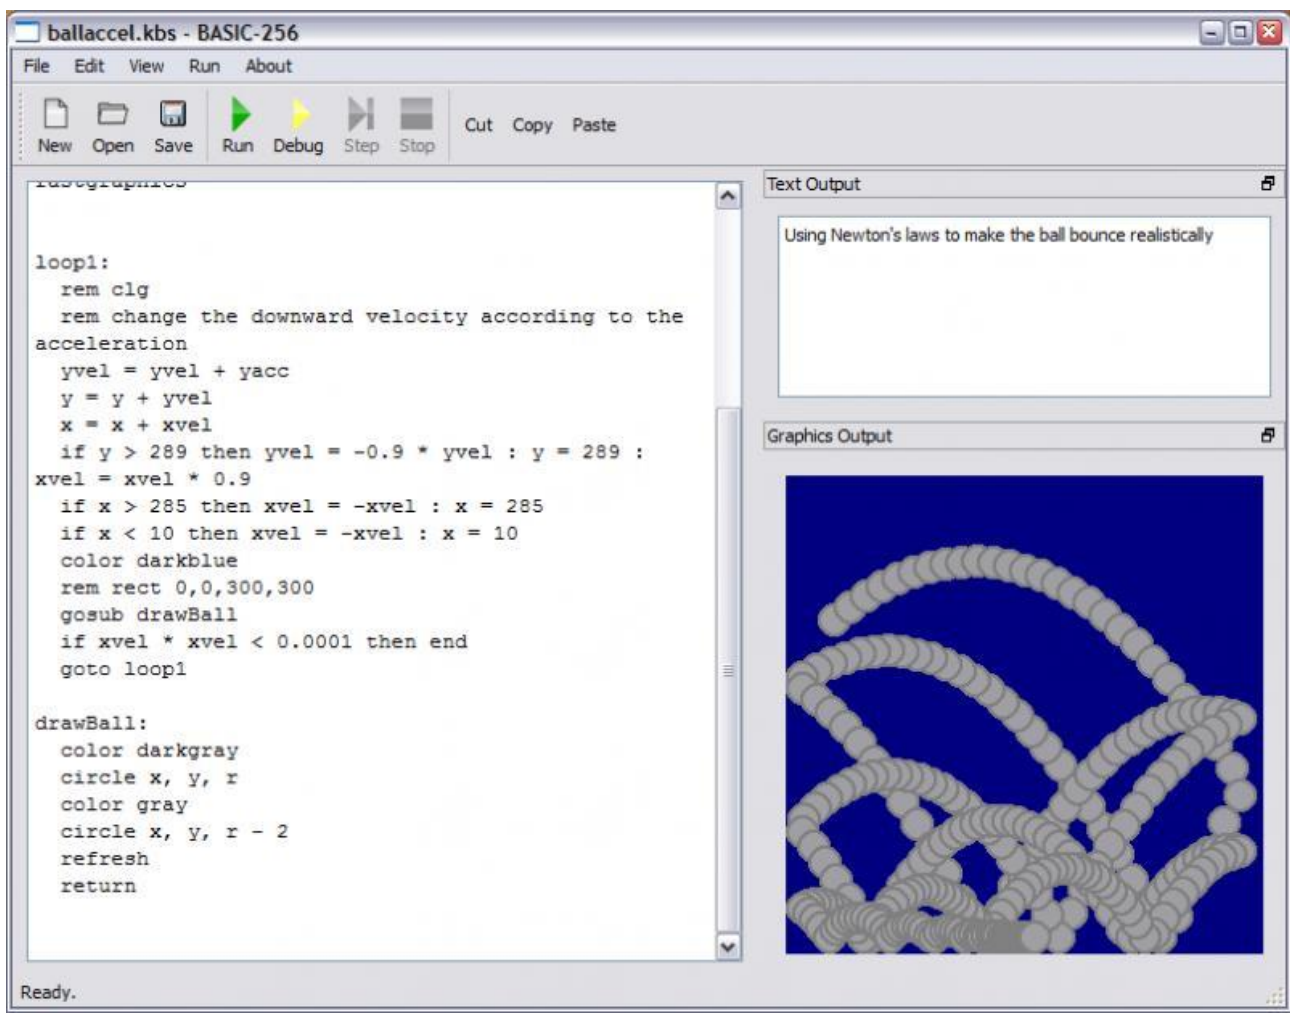 ballaccel.kbs - BASIC-256
File Edit View Run About
New Open Save Run Debug Step Stop Cut Copy Paste
fastgraphics
loop1:
rem clg
rem change the downward velocity according to the
acceleration
yvel = yvel + yacc
y = y + yvel
x = x + xvel
if y > 289 then yvel = -0.9 * yvel : y = 289 :
xvel = xvel * 0.9
if x > 285 then xvel = -xvel : x = 285
if x < 10 then xvel = -xvel : x = 10
color darkblue
rem rect 0,0,300,300
gosub drawBall
if xvel * xvel < 0.0001 then end
goto loop1
drawBall:
color darkgray
circle x, y, r
color gray
circle x, y, r - 2
refresh
return
Text Output
Using Newton's laws to make the ball bounce realistically
Graphics Output
Ready.